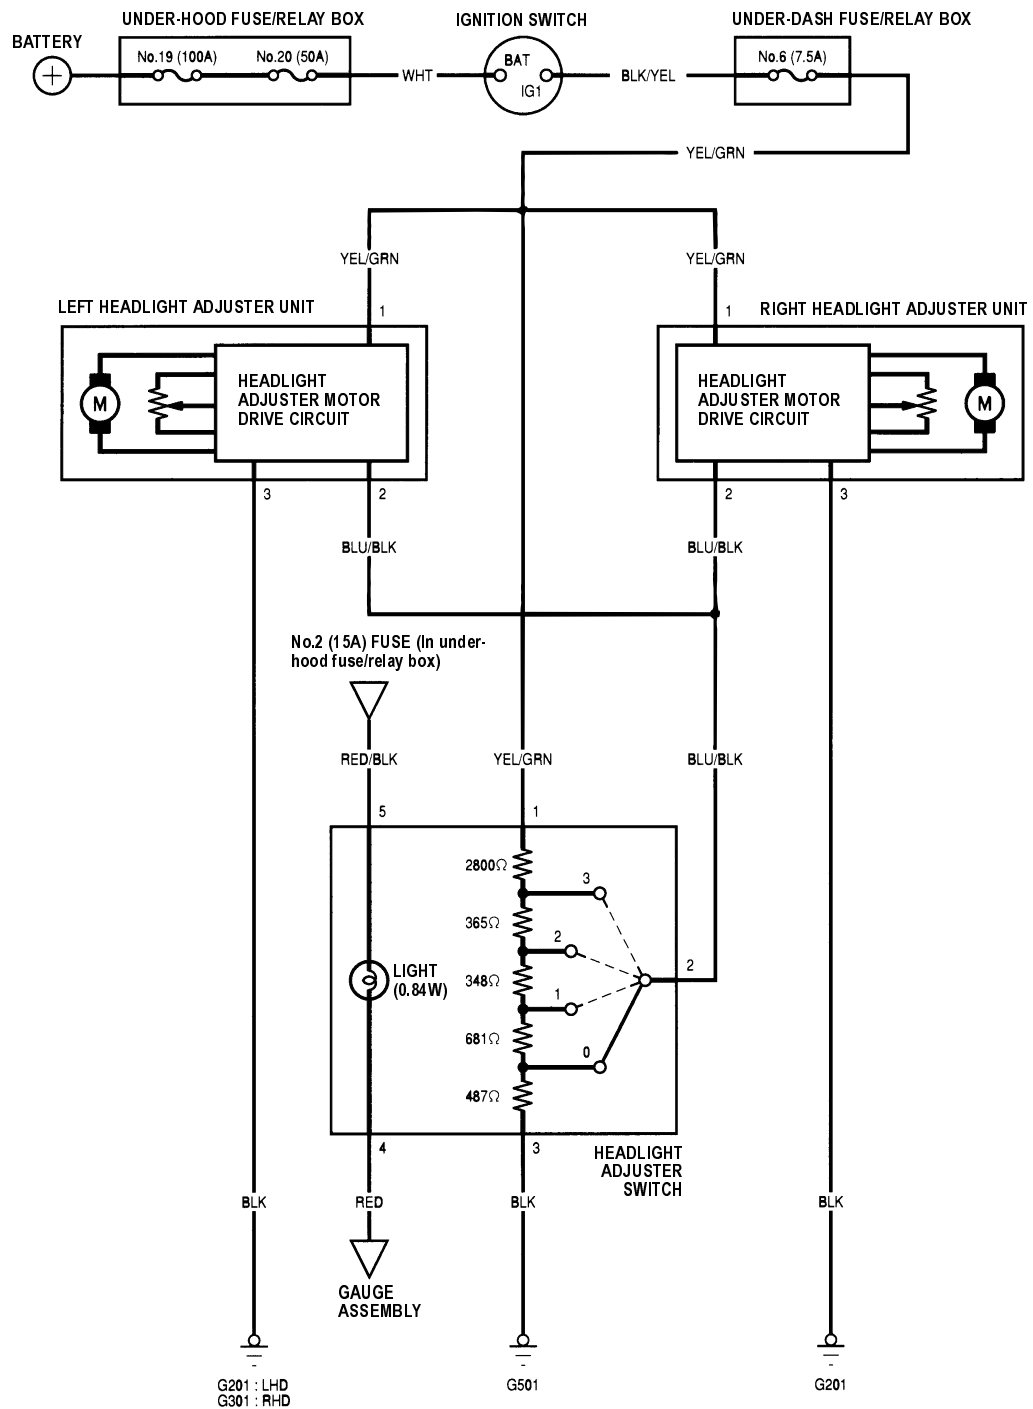 UNDER-HOOD FUSE/RELAY BOX
IGNITION SWITCH
UNDER-DASH FUSE/RELAY BOX
BATTERY
No.19 (100A)
No.20 (50A)
BAT
IG1
No.6 (7.5A)
WHT
BLK/YEL
YEL/GRN
YEL/GRN
YEL/GRN
LEFT HEADLIGHT ADJUSTER UNIT
1
1
RIGHT HEADLIGHT ADJUSTER UNIT
M
HEADLIGHT
ADJUSTER MOTOR
DRIVE CIRCUIT
HEADLIGHT
ADJUSTER MOTOR
DRIVE CIRCUIT
M
3
2
2
3
BLU/BLK
BLU/BLK
No.2 (15A) FUSE (In under-
hood fuse/relay box)
RED/BLK
YEL/GRN
BLU/BLK
5
1
2800Ω
3
365Ω
2
LIGHT
(0.84W)
348Ω
2
1
681Ω
0
487Ω
4
3
HEADLIGHT
ADJUSTER
SWITCH
BLK
RED
BLK
BLK
GAUGE
ASSEMBLY
G201 : LHD
G301 : RHD
G501
G201